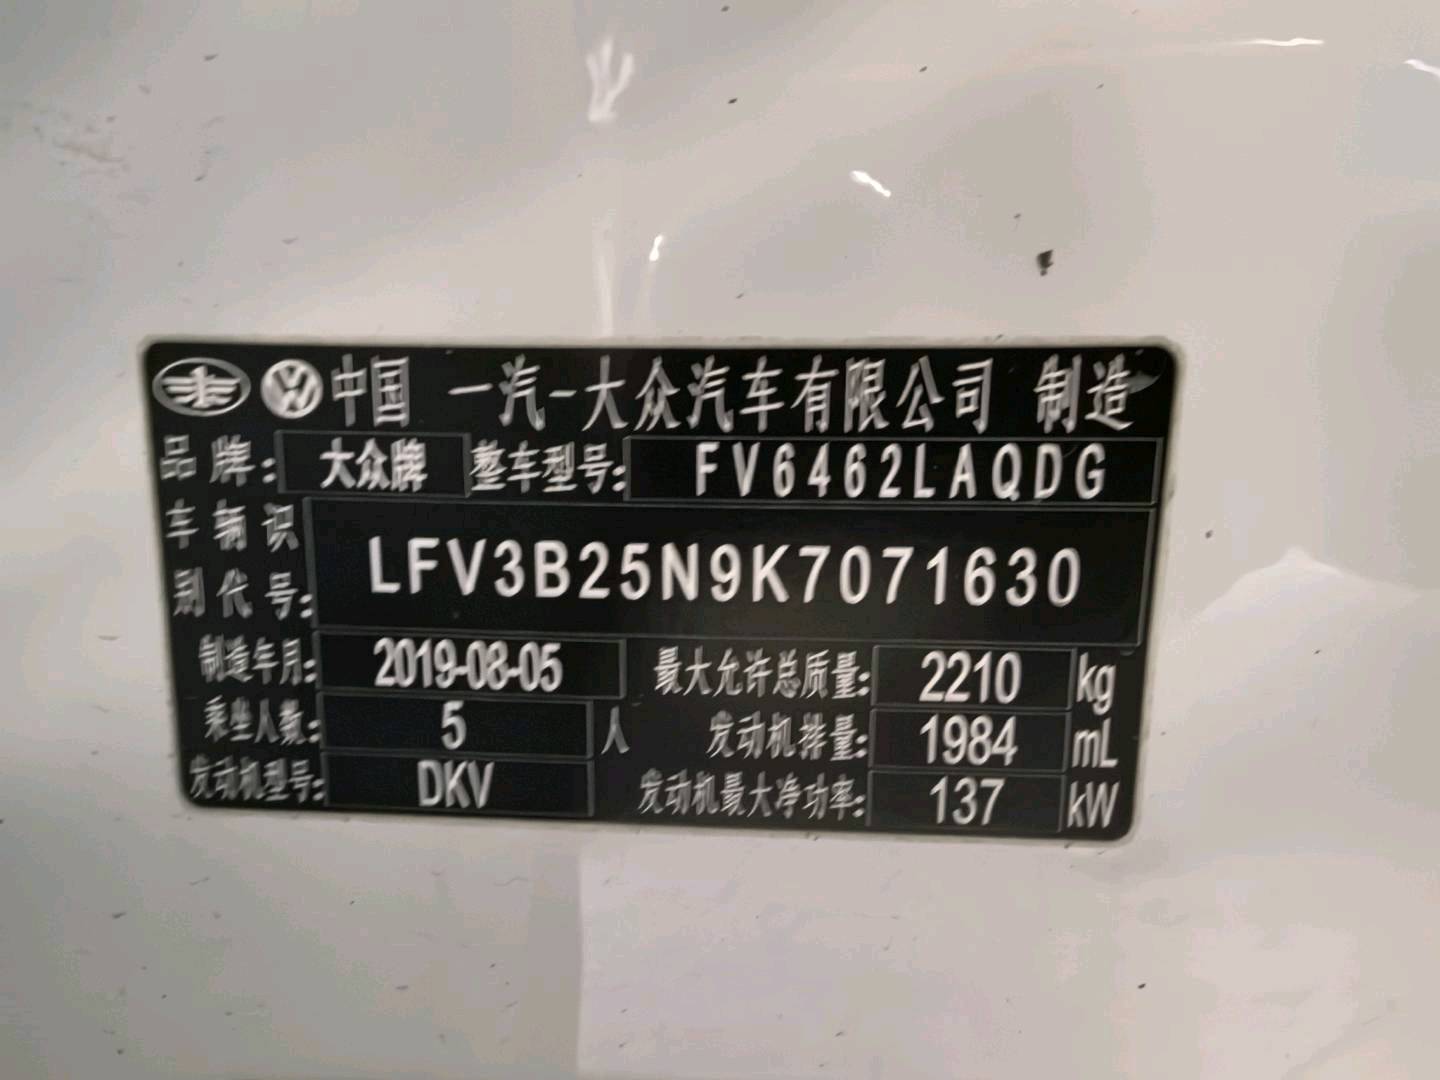 中国 一汽-大众汽车有限公司 制造
品牌: 大众牌 整车型号: FV6462LAQDG
车辆识别代号: LFV3B25N9K7071630
制造年月: 2019-08-05 最大允许总质量: 2210 kg
乘坐人数: 5 人 发动机排量: 1984 mL
发动机型号: DKV 发动机最大净功率: 137 kW